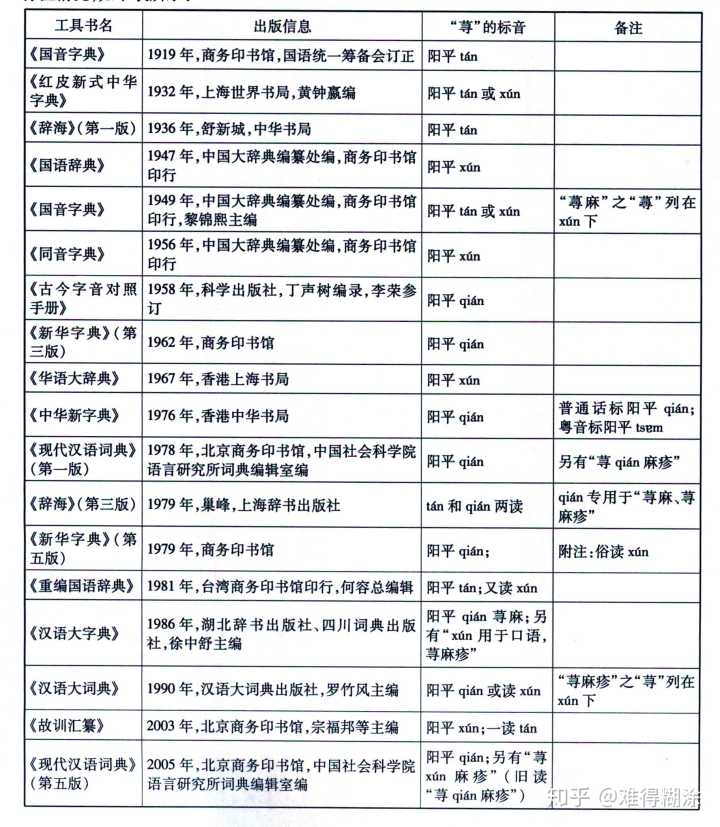 工具书名 出版信息 “荨”的标音 备注
《国音字典》 1919 年,商务印书馆,国语统一筹备会订正 阳平 tán
《红皮新式中华 1932 年,上海世界书局,黄钟瀛编 阳平 tán 或 xún
字典》
《辞海》(第一版) 1936 年,舒新城,中华书局 阳平 tán
《国语辞典》 1947 年,中国大辞典编纂处编,商务印书馆 阳平 xún
印行
《国音字典》 1949 年,中国大辞典编纂处编,商务印书馆 阳平 tán 或 xún “荨麻”之“荨”列在
印行,黎锦熙主编 xún 下
《同音字典》 1956 年,中国大辞典编纂处编,商务印书馆 阳平 xún
印行
《古今字音对照 1958 年,科学出版社,丁声树编录,李荣参 阳平 qián
手册》 订
《新华字典》(第 1962 年,商务印书馆 阳平 qián
三版)
《华语大辞典》 1967 年,香港上海书局 阳平 xún
《中华新字典》 1976 年,香港中华书局 阳平 qián 普通话标阳平 qián;
粤音标阳平 tsɐm
《现代汉语词典》 1978 年,北京商务印书馆,中国社会科学院 阳平 qián 另有“荨 qián 麻疹”
(第一版) 语言研究所词典编辑室编
《辞海》(第三版) 1979 年,巢峰,上海辞书出版社 tán 和 qián 两读 qián 专用于“荨麻、荨
麻疹”
《新华字典》(第 1979 年,商务印书馆 阳平 qián; 附注:俗读 xún
五版)
《重编国语辞典》 1981 年,台湾商务印书馆印行,何容总编辑 阳平 tán;又读 xún
《汉语大字典》 1986 年,湖北辞书出版社、四川词典出版 阳平 qián 荨麻;另
社,徐中舒主编 有“xún 用于口语,
荨麻疹”
《汉语大词典》 1990 年,汉语大词典出版社,罗竹风主编 阳平 qián 或读 xún “荨麻疹”之“荨”列在
xún 下
《故训汇纂》 2003 年,北京商务印书馆,宗福邦等主编 阳平 xún;一读 tán
《现代汉语词典》 2005 年,北京商务印书馆,中国社会科学院 阳平 qián;另有“荨
(第五版) 语言研究所词典编辑室编 xún 麻疹”(旧读
“荨 qián 麻疹”)
知乎 @难得糊涂